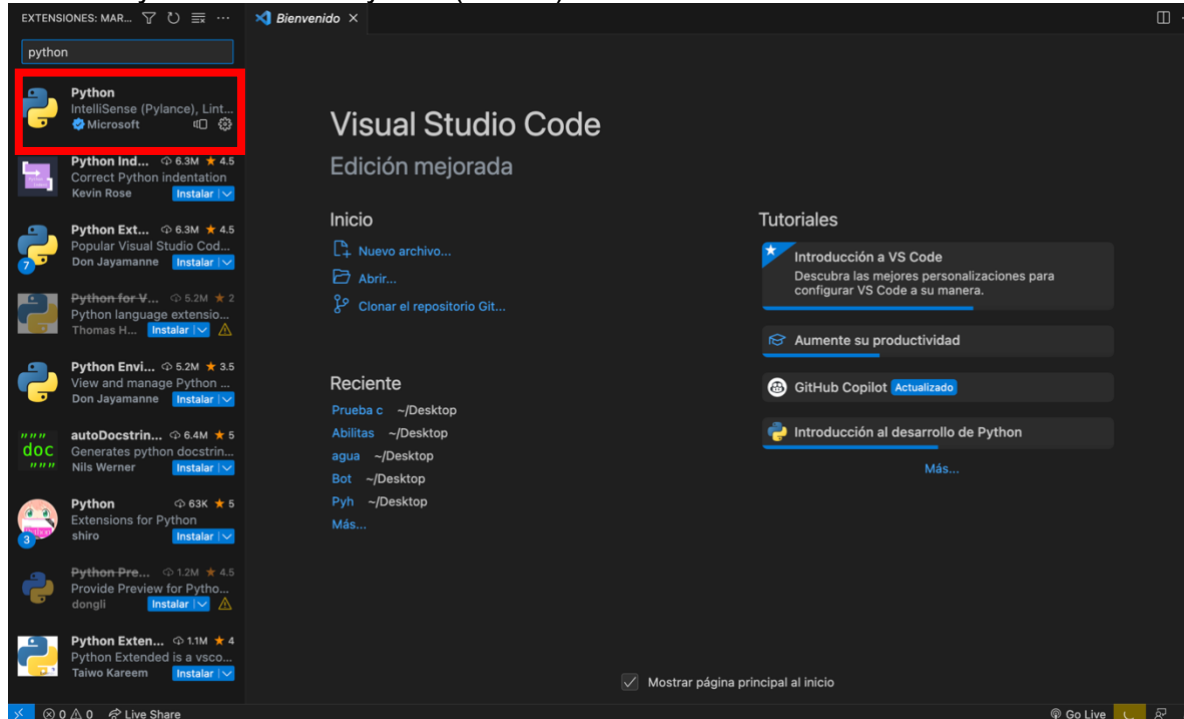 EXTENSIONES: MAR...
Bienvenido
python
Python
IntelliSense (Pylance), Lint...
Microsoft
Python Ind... 6.3M ★ 4.5
Correct Python indentation
Kevin Rose Instalar
Python Ext... 6.3M ★ 4.5
Popular Visual Studio Cod...
Don Jayamanne Instalar
7
Python for V... 5.2M ★ 2
Python language extensio...
Thomas H... Instalar
Python Envi... 5.2M ★ 3.5
View and manage Python ...
Don Jayamanne Instalar
autoDocstrin... 6.4M ★ 5
Generates python docstrin...
Nils Werner Instalar
""" doc """
Python 63K ★ 5
Extensions for Python
shiro Instalar
3
Python Pre... 1.2M ★ 4.5
Provide Preview for Pytho...
dongli Instalar
Python Exten... 1.1M ★ 4
Python Extended is a vsco...
Taiwo Kareem Instalar
Visual Studio Code
Edición mejorada
Inicio
Nuevo archivo...
Abrir...
Clonar el repositorio Git...
Reciente
Prueba c ~/Desktop
Abilitas ~/Desktop
agua ~/Desktop
Bot ~/Desktop
Pyh ~/Desktop
Más...
Tutoriales
Introducción a VS Code
Descubra las mejores personalizaciones para
configurar VS Code a su manera.
Aumente su productividad
GitHub Copilot Actualizado
Introducción al desarrollo de Python
Más...
Mostrar página principal al inicio
0 0 Live Share
Go Live